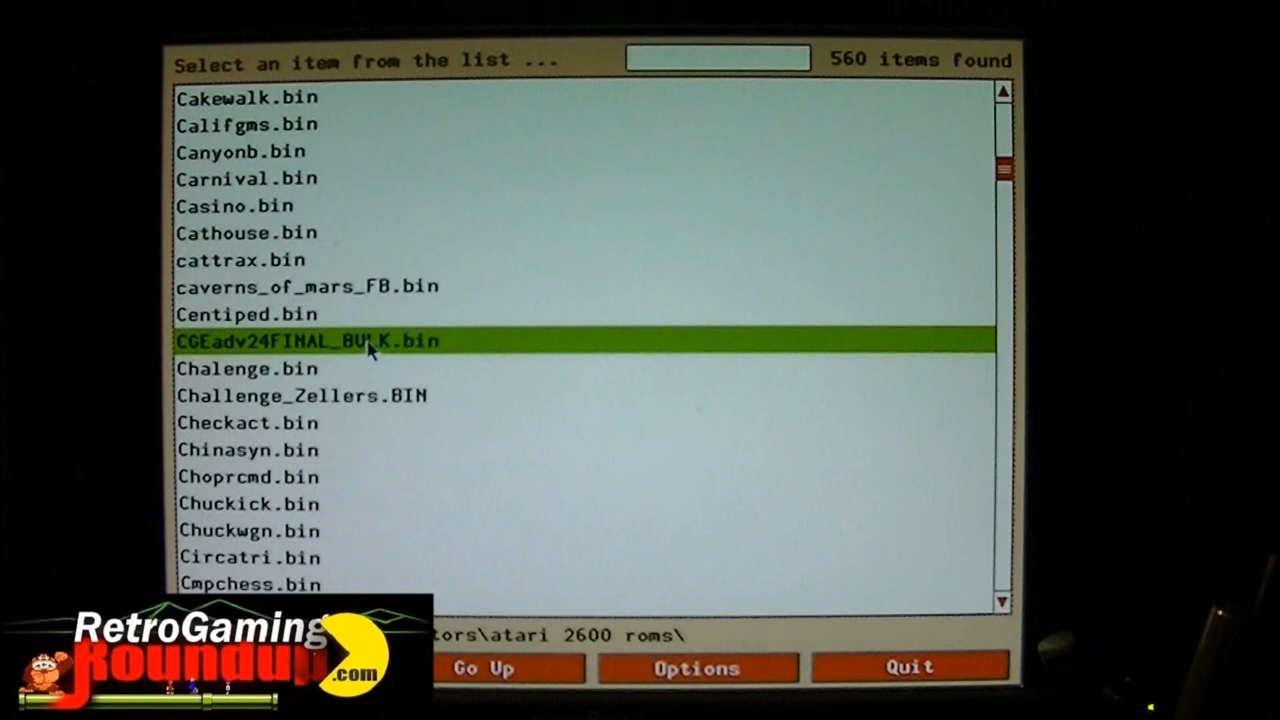 Select an item from the list ... 560 items found
Cakewalk.bin
Califgms.bin
Canyonb.bin
Carnival.bin
Casino.bin
Cathouse.bin
cattrax.bin
caverns_of_mars_FB.bin
Centiped.bin
CGEadv24FINAL_BULK.bin
Chalenge.bin
Challenge_Zellers.BIN
Checkact.bin
Chinasyn.bin
Choprcmd.bin
Chuckick.bin
Chuckwgn.bin
Circatri.bin
Cmpchess.bin
tors\atari 2600 roms\
Go Up Options Quit
RetroGaming
Roundup
.com